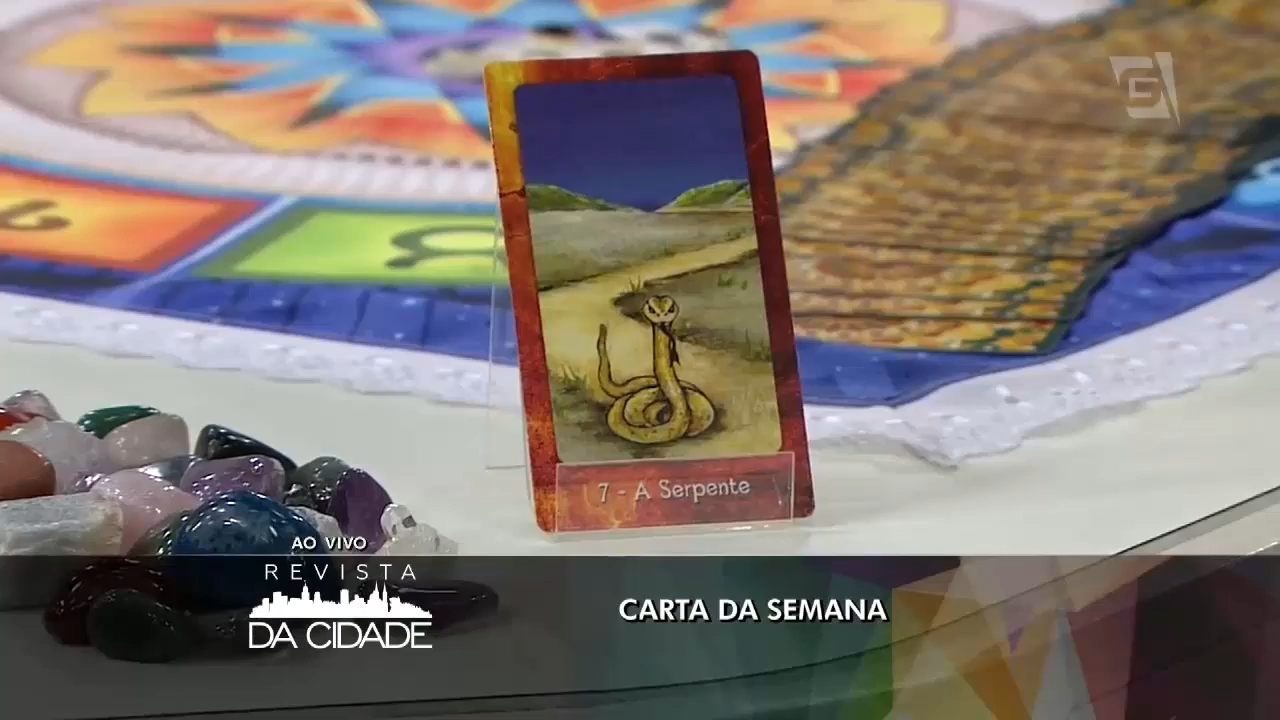 7 - A Serpente
AO VIVO
REVISTA
DA CIDADE
CARTA DA SEMANA